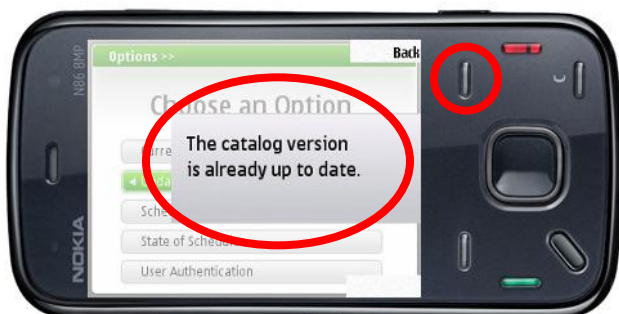 N86 8MP
Options >>
Back
Choose an Option
The catalog version
is already up to date.
State of
User Authentication
NOKIA